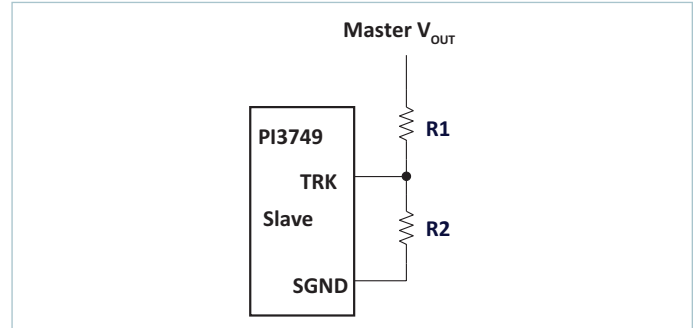 Master VOUT
R1
PI3749
TRK
Slave
R2
SGND